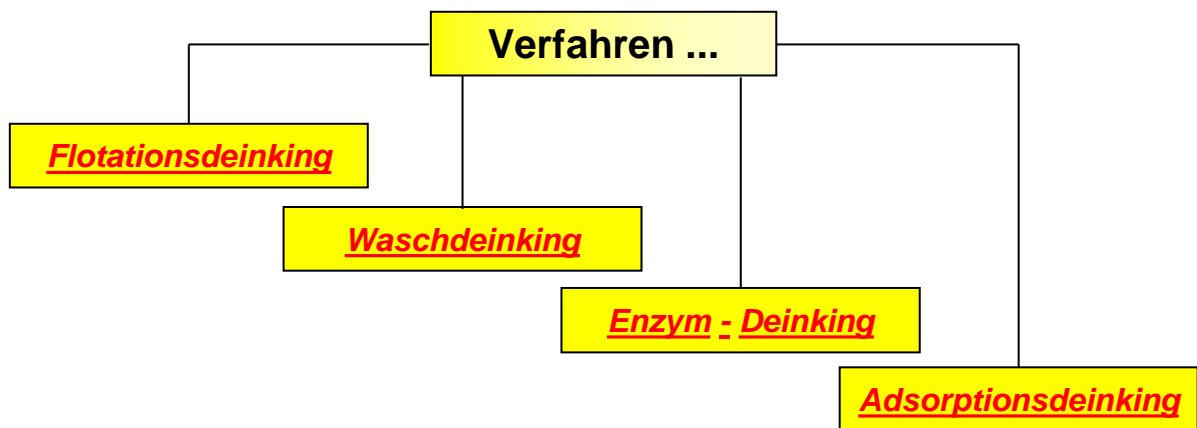 Verfahren ...
Flotationsdeinking
Waschdeinking
Enzym - Deinking
Adsorptionsdeinking